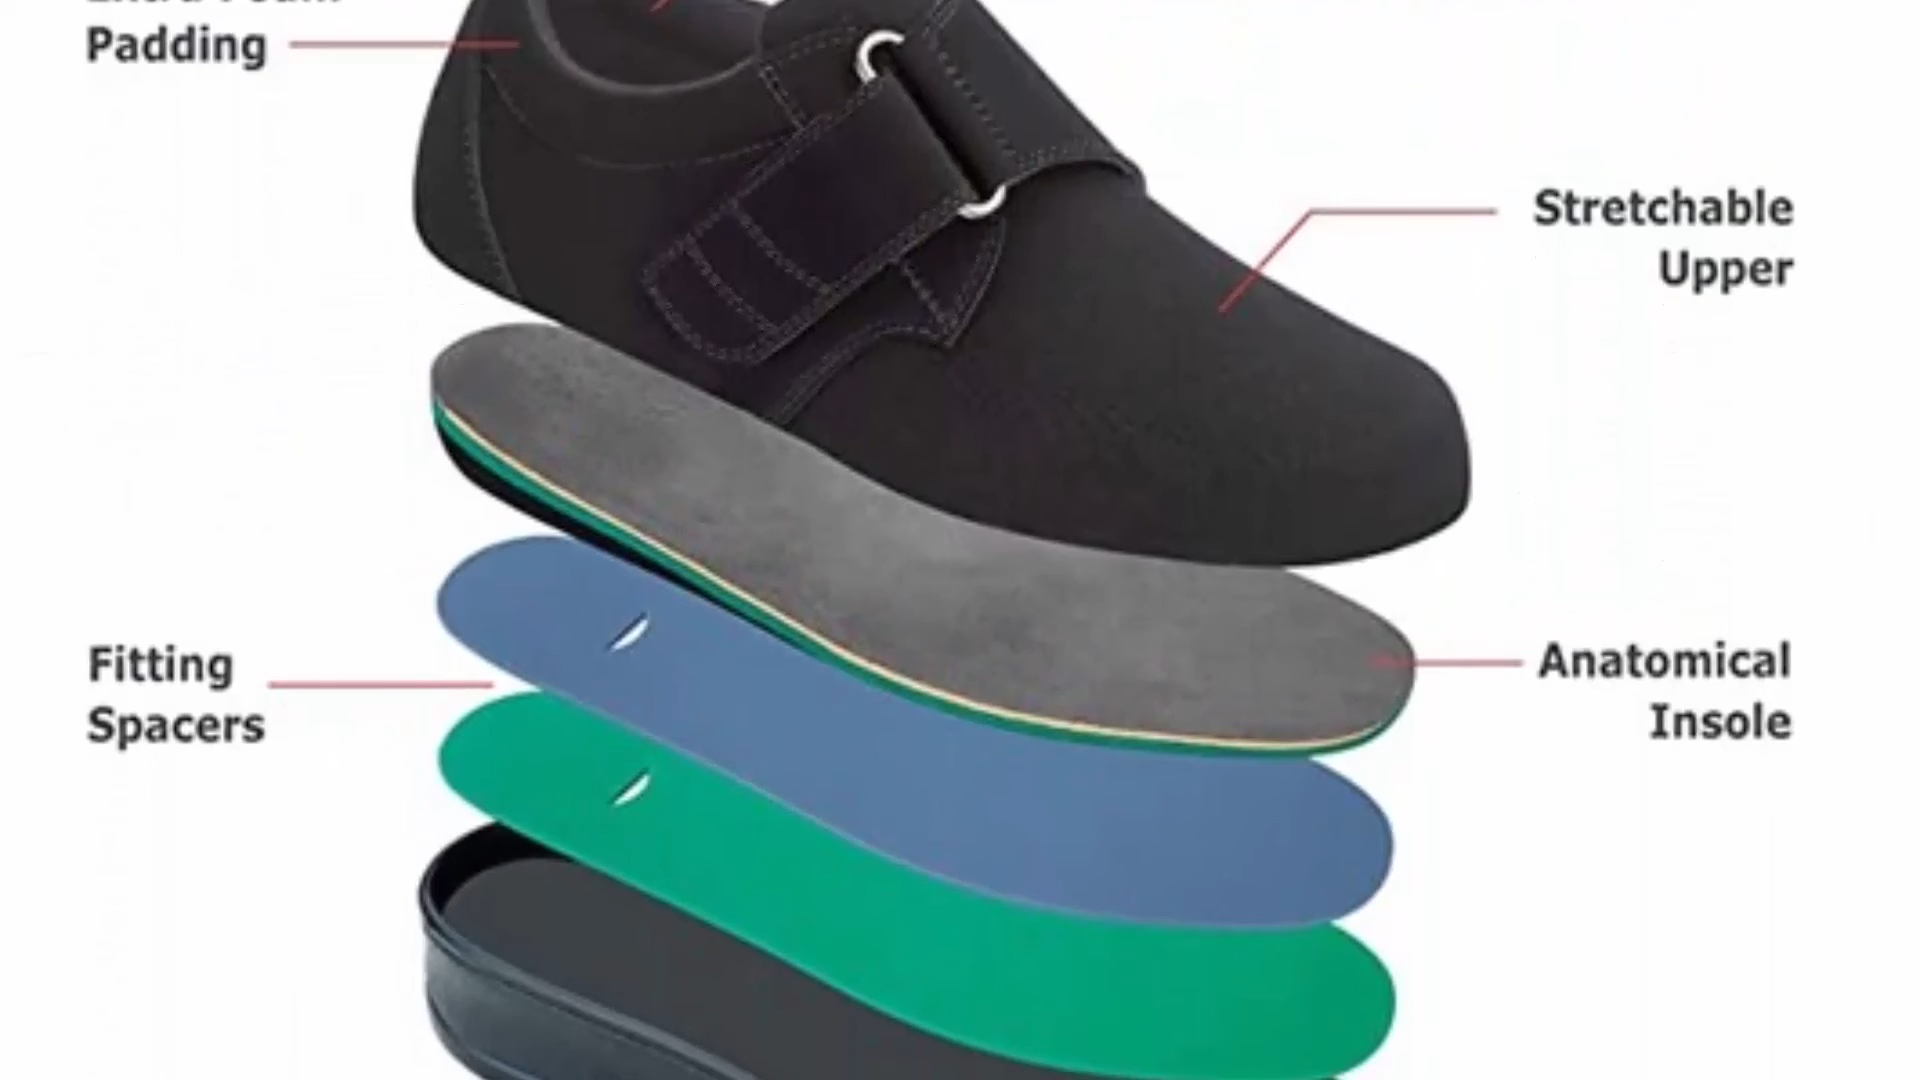 Padding
Stretchable
Upper
Fitting
Spacers
Anatomical
Insole